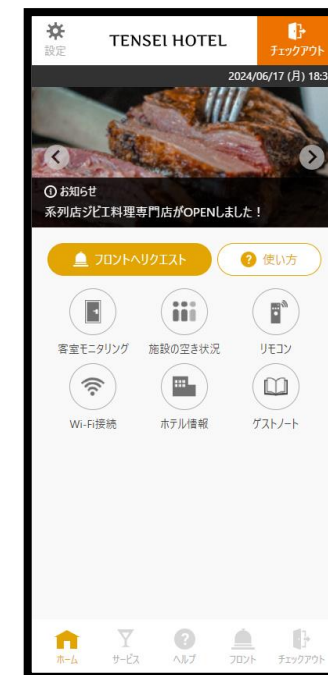 設定
TENSEI HOTEL
チェックアウト
2024/06/17 (月) 18:3
お知らせ
系列店ジビエ料理専門店がOPENしました！
フロントへリクエスト
使い方
客室モニタリング 施設の空き状況 リモコン
Wi-Fi接続 ホテル情報 ゲストノート
ホーム サービス ヘルプ フロント チェックアウト